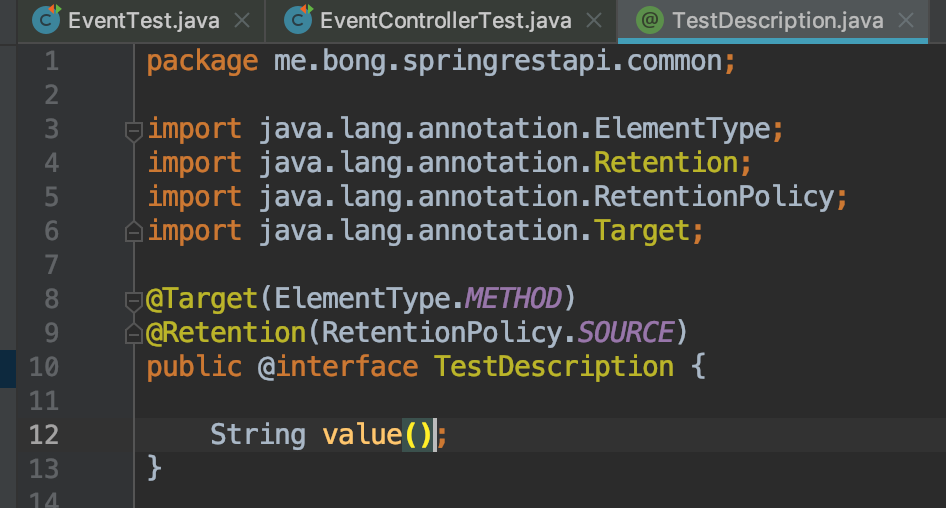 EventTest.java × EventControllerTest.java × TestDescription.java ×
1 package me.bong.springrestapi.common;
2
3 import java.lang.annotation.ElementType;
4 import java.lang.annotation.Retention;
5 import java.lang.annotation.RetentionPolicy;
6 import java.lang.annotation.Target;
7
8 @Target(ElementType.METHOD)
9 @Retention(RetentionPolicy.SOURCE)
10 public @interface TestDescription {
11
12 String value();
13 }
14